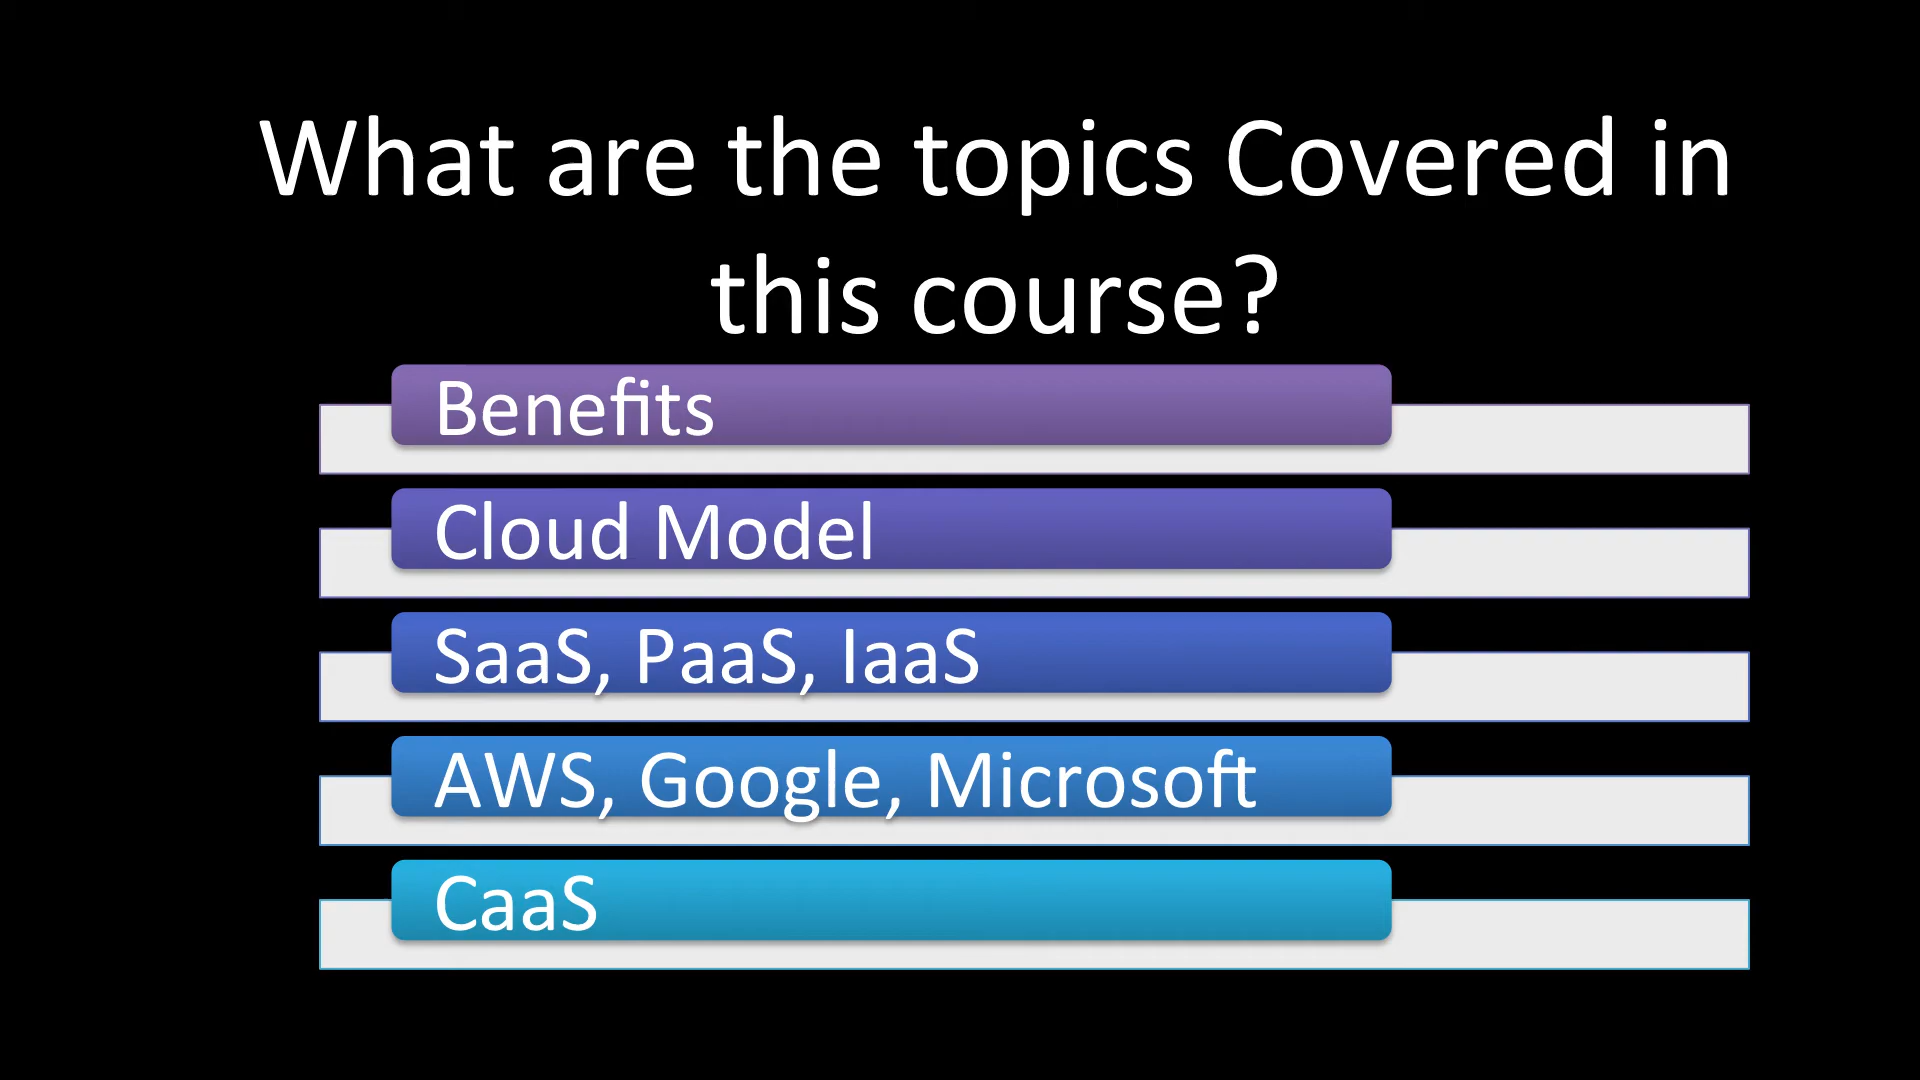 What are the topics Covered in
this course?
Benefits
Cloud Model
SaaS, PaaS, IaaS
AWS, Google, Microsoft
CaaS